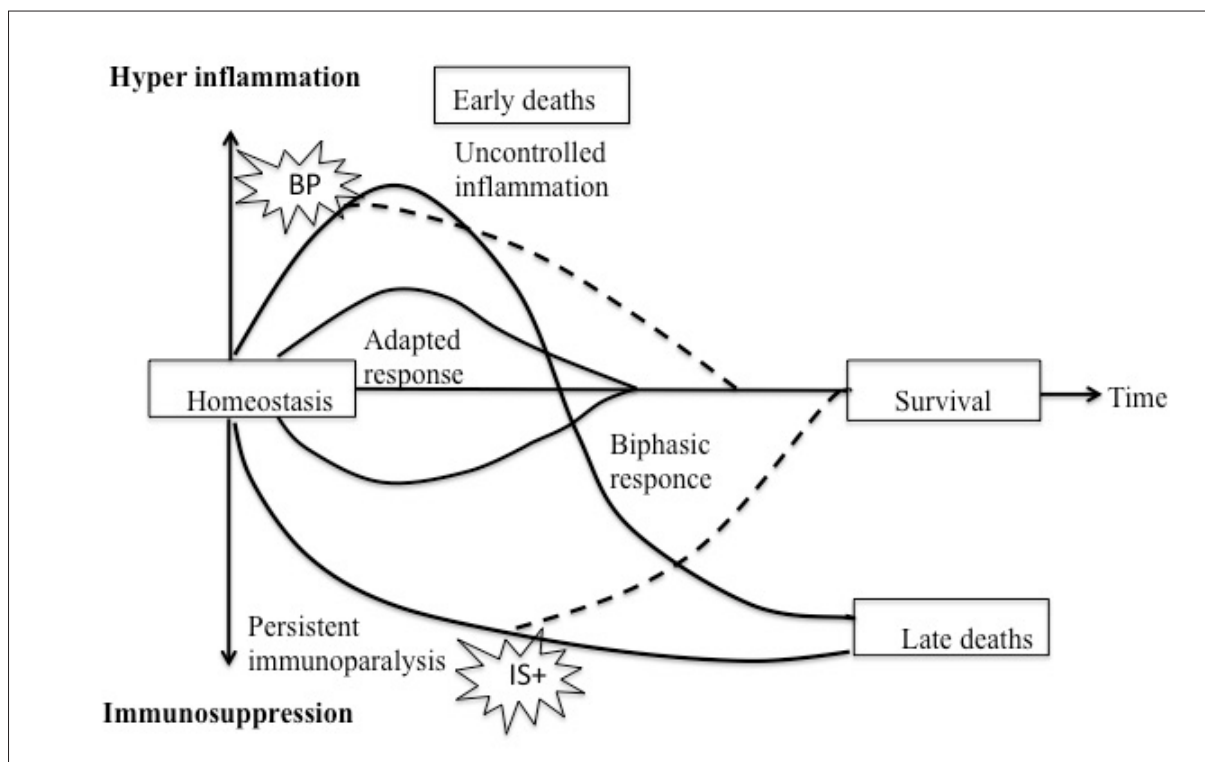 Hyper inflammation
Early deaths
Uncontrolled
inflammation
BP
Adapted
response
Homeostasis
Survival
Time
Biphasic
responce
Persistent
immunoparalysis
Late deaths
IS+
Immunosuppression